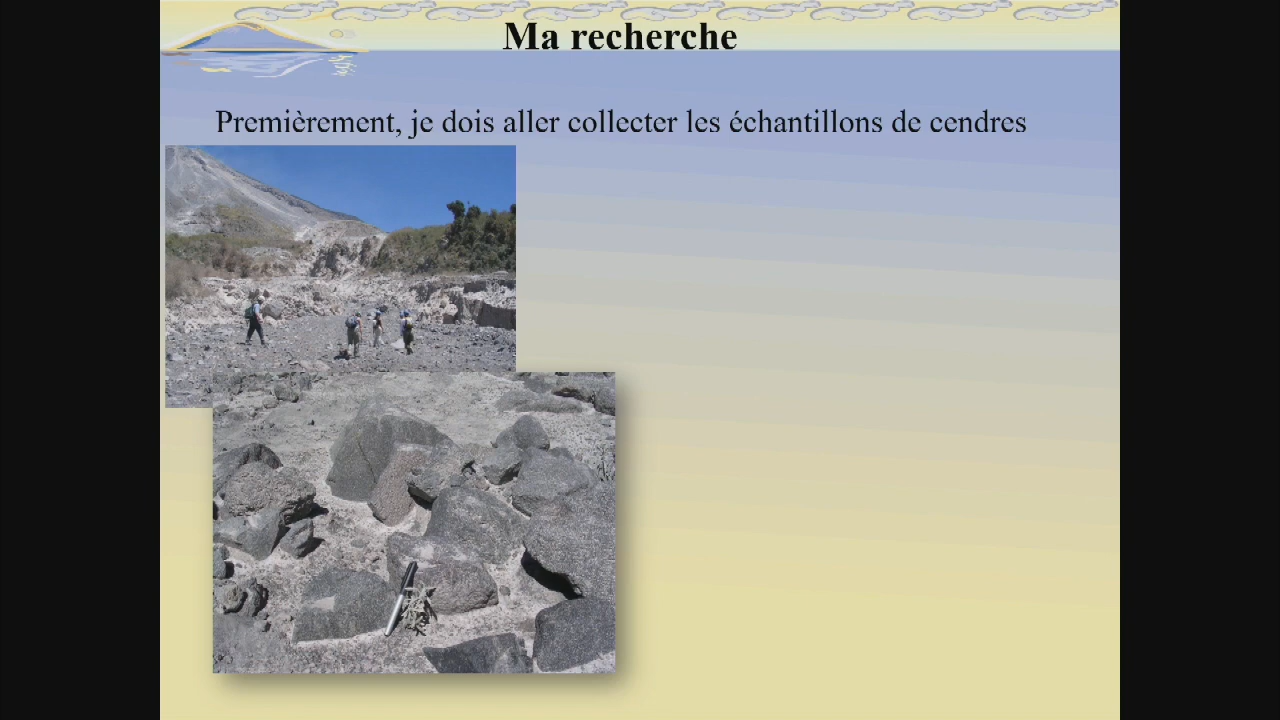 Ma recherche
Premièrement, je dois aller collecter les échantillons de cendres